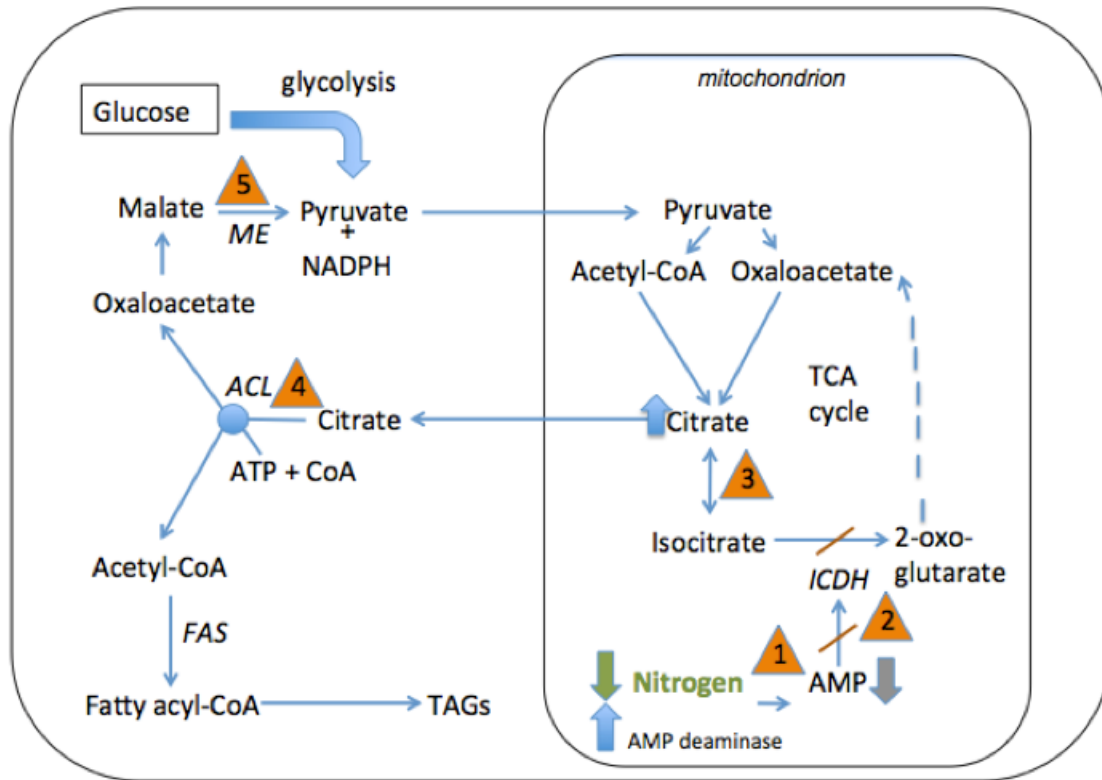 glycolysis
mitochondrion
Glucose
5
Malate
ME
Pyruvate
+
NADPH
Pyruvate
Acetyl-CoA
Oxaloacetate
Oxaloacetate
TCA
cycle
ACL
4
Citrate
Citrate
ATP + CoA
3
Isocitrate
2-oxo-
glutarate
ICDH
Acetyl-CoA
FAS
2
1
Nitrogen
AMP
Fatty acyl-CoA
TAGs
AMP deaminase